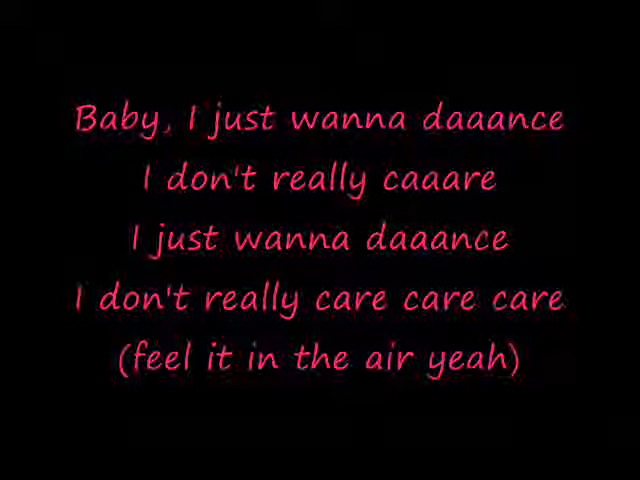 Baby, I just wanna daaance
I don't really caaare
I just wanna daaance
I don't really care care care
(feel it in the air yeah)